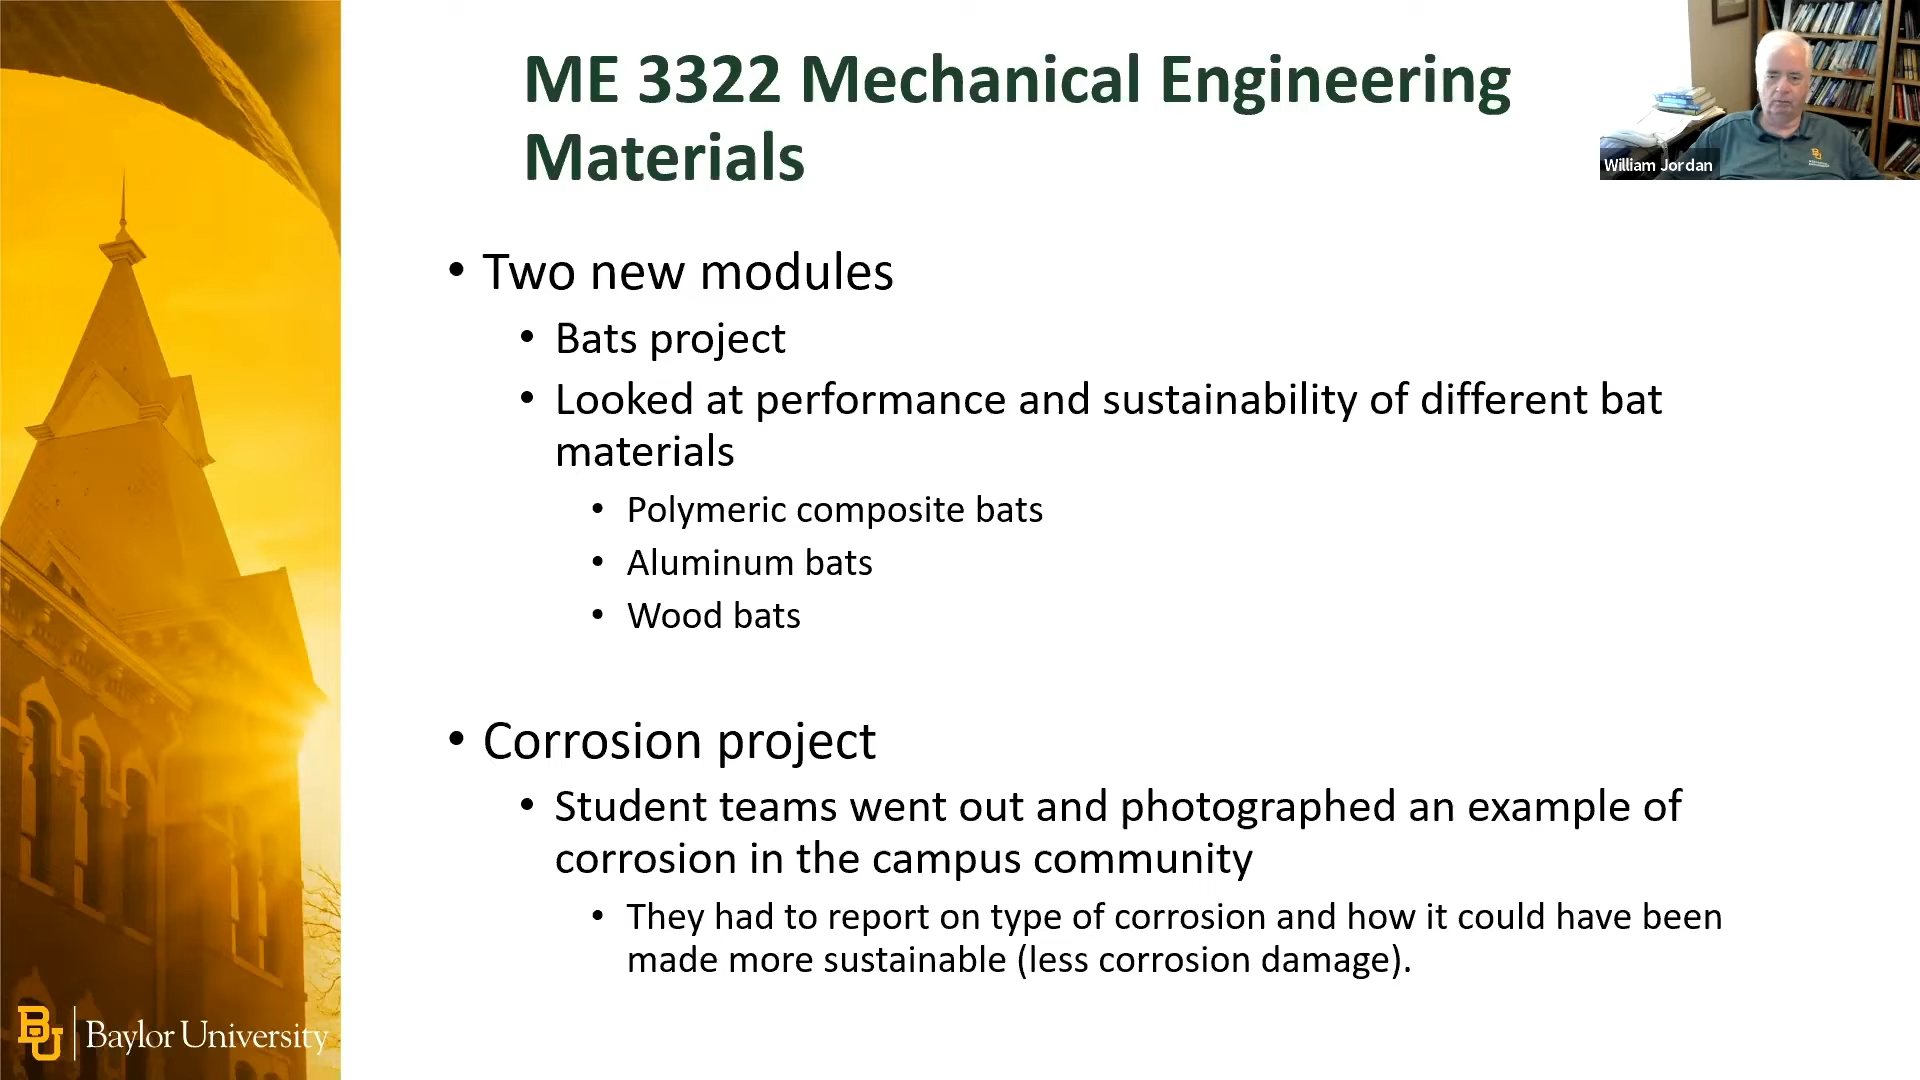 ME 3322 Mechanical Engineering
Materials
William Jordan
• Two new modules
• Bats project
• Looked at performance and sustainability of different bat
materials
• Polymeric composite bats
• Aluminum bats
• Wood bats
• Corrosion project
• Student teams went out and photographed an example of
corrosion in the campus community
• They had to report on type of corrosion and how it could have been
made more sustainable (less corrosion damage).
BU Baylor University